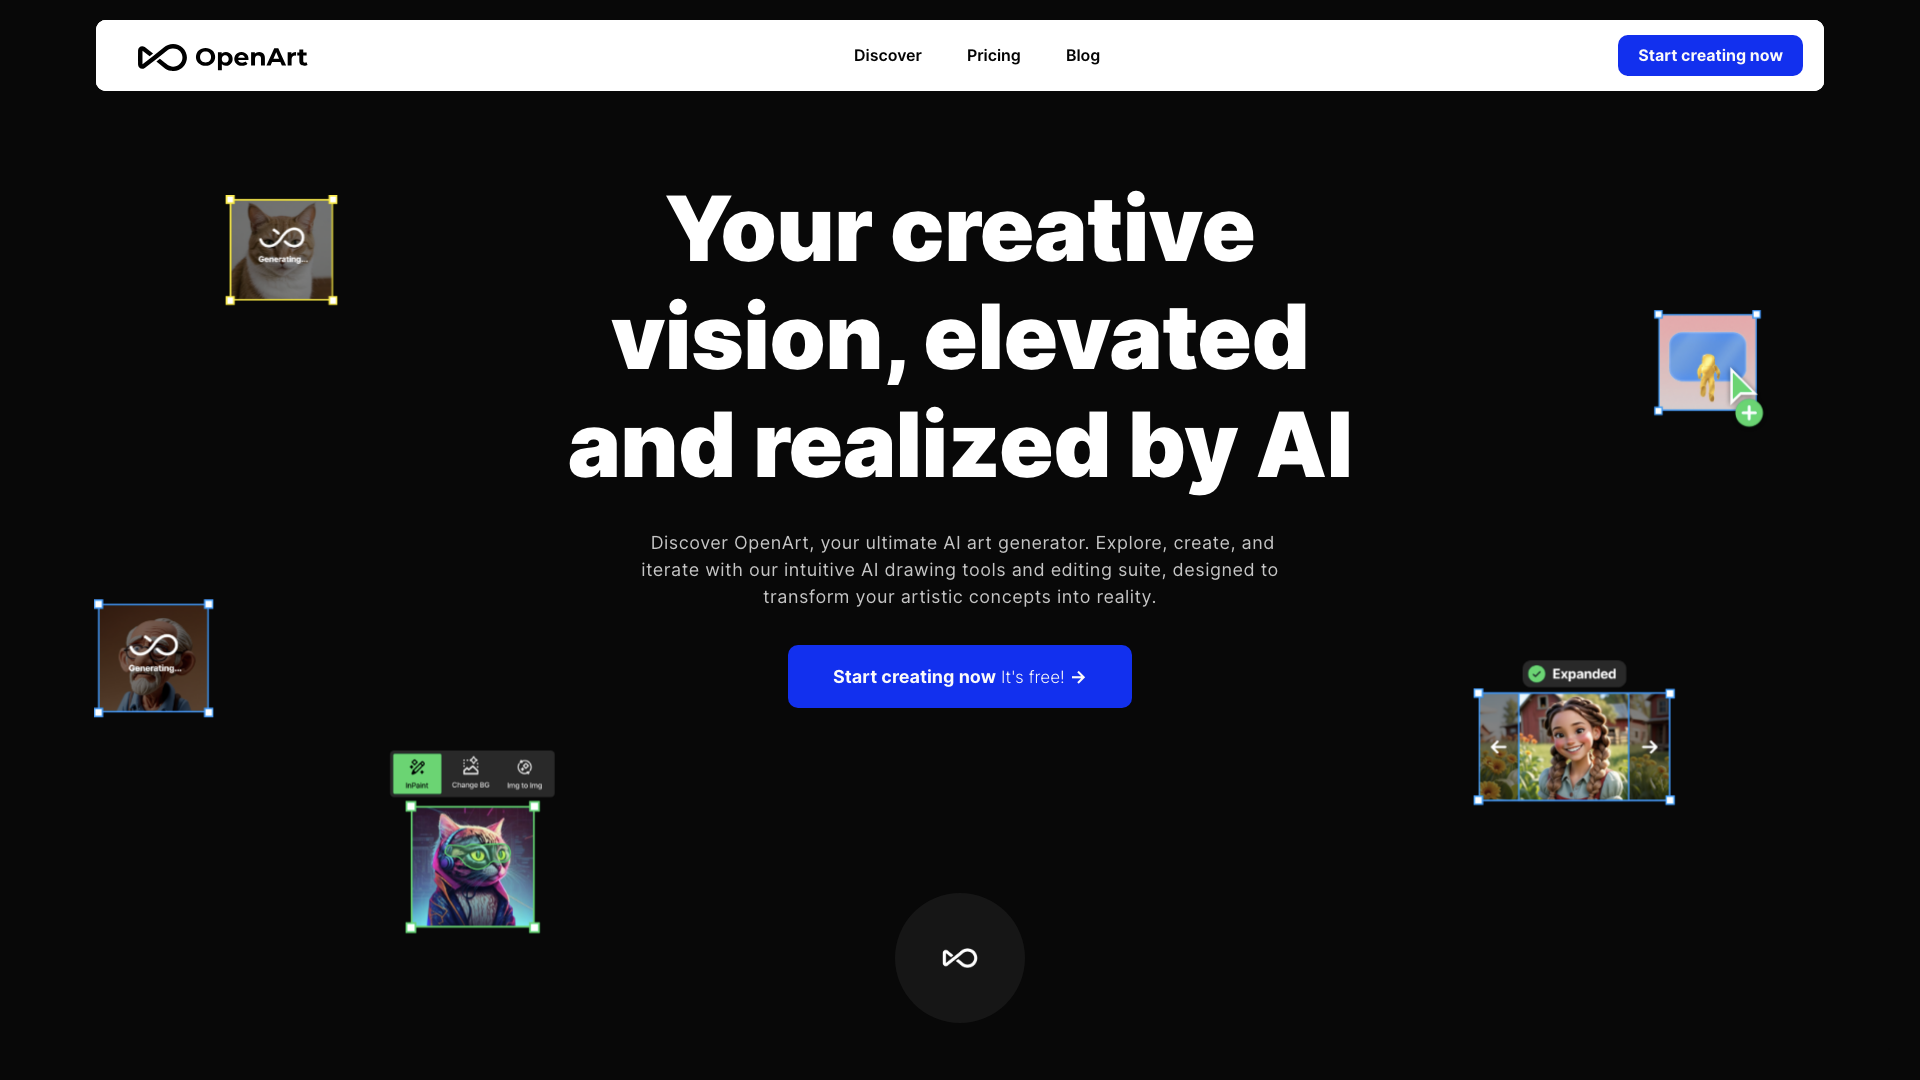 OpenArt
Discover
Pricing
Blog
Start creating now
Your creative
vision, elevated
and realized by AI
Generating...
Discover OpenArt, your ultimate AI art generator. Explore, create, and
iterate with our intuitive AI drawing tools and editing suite, designed to
transform your artistic concepts into reality.
Start creating now It's free! →
Generating...
Expanded
InPaint
Change BG
Img to Img